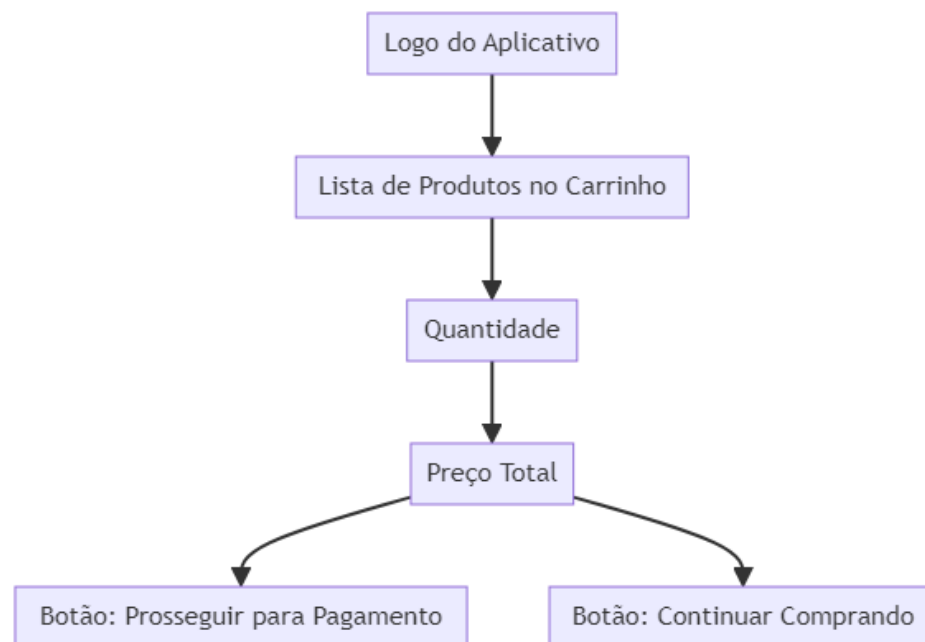 Logo do Aplicativo
Lista de Produtos no Carrinho
Quantidade
Preço Total
Botão: Prosseguir para Pagamento
Botão: Continuar Comprando